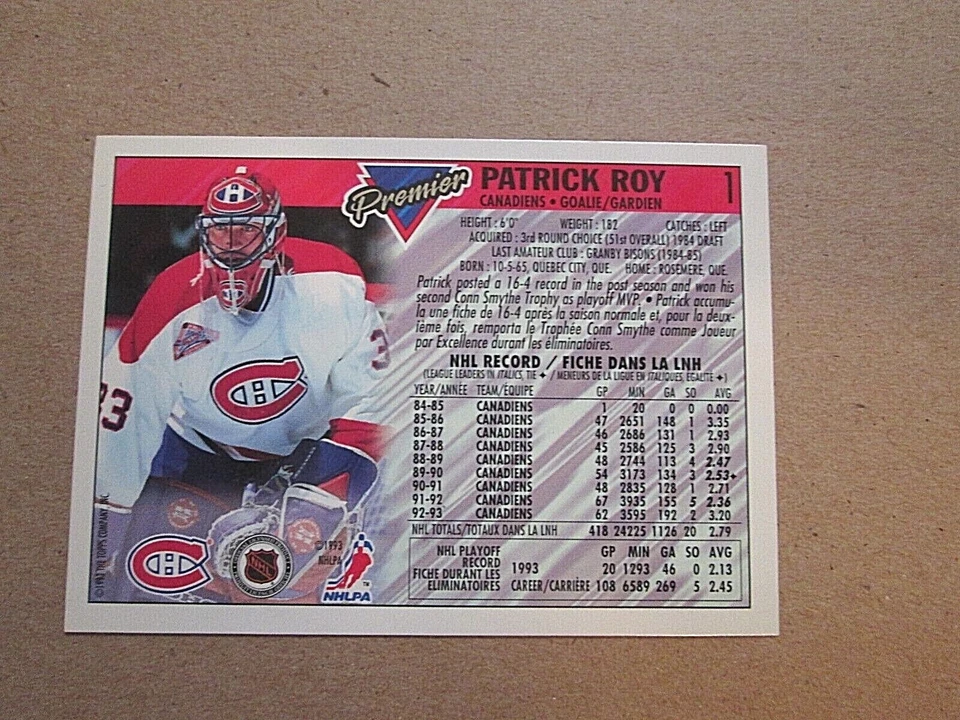 Premier
PATRICK ROY
1
CANADIENS • GOALIE/GARDIEN
HEIGHT : 6'0" WEIGHT : 182 CATCHES : LEFT
ACQUIRED : 3rd ROUND CHOICE (51st OVERALL) 1984 DRAFT
LAST AMATEUR CLUB : GRANBY BISONS (1984-85)
BORN : 10-5-65, QUEBEC CITY, QUE. HOME : ROSEMERE, QUE.
Patrick posted a 16-4 record in the post season and won his
second Conn Smythe Trophy as playoff MVP. • Patrick accumu-
la une fiche de 16-4 après la saison normale et, pour la deux-
ième fois, remporta le Trophée Conn Smythe comme Joueur
par Excellence durant les éliminatoires.
NHL RECORD / FICHE DANS LA LNH
(LEAGUE LEADERS IN ITALICS, TIE ✦ / MENEURS DE LA LIGUE EN ITALIQUES, EGALITE ✦)
YEAR/ANNÉE TEAM/ÉQUIPE GP MIN GA SO AVG
84-85 CANADIENS 1 20 0 0 0.00
85-86 CANADIENS 47 2651 148 1 3.35
86-87 CANADIENS 46 2686 131 1 2.93
87-88 CANADIENS 45 2586 125 3 2.90
88-89 CANADIENS 48 2744 113 4 2.47
89-90 CANADIENS 54 3173 134 3 2.53✦
90-91 CANADIENS 48 2835 128 1 2.71
91-92 CANADIENS 67 3935 155 5 2.36
92-93 CANADIENS 62 3595 192 2 3.20
NHL TOTALS/TOTAUX DANS LA LNH 418 24225 1126 20 2.79
NHL PLAYOFF GP MIN GA SO AVG
RECORD 1993 20 1293 46 0 2.13
FICHE DURANT LES
ÉLIMINATOIRES CAREER/CARRIÈRE 108 6589 269 5 2.45
33
3
©1993 THE TOPPS COMPANY, INC.
NHL
©1993
NHLPA
NHLPA
TM